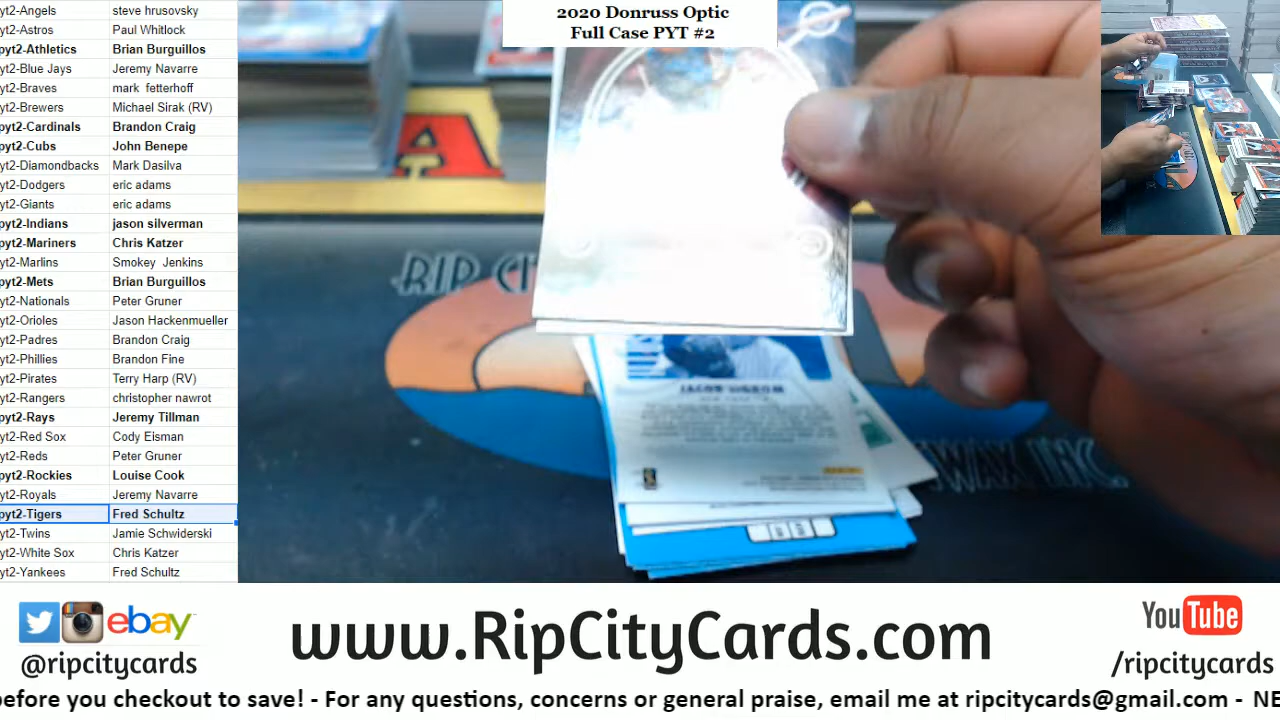 2020 Donruss Optic
Full Case PYT #2
yt2-Angels steve hrusovsky
yt2-Astros Paul Whitlock
pyt2-Athletics Brian Burguillos
yt2-Blue Jays Jeremy Navarre
yt2-Braves mark fetterhoff
yt2-Brewers Michael Sirak (RV)
pyt2-Cardinals Brandon Craig
pyt2-Cubs John Benepe
yt2-Diamondbacks Mark Dasilva
yt2-Dodgers eric adams
yt2-Giants eric adams
pyt2-Indians jason silverman
pyt2-Mariners Chris Katzer
yt2-Marlins Smokey Jenkins
pyt2-Mets Brian Burguillos
yt2-Nationals Peter Gruner
yt2-Orioles Jason Hackenmueller
yt2-Padres Brandon Craig
yt2-Phillies Brandon Fine
yt2-Pirates Terry Harp (RV)
yt2-Rangers christopher nawrot
pyt2-Rays Jeremy Tillman
yt2-Red Sox Cody Elsman
yt2-Reds Peter Gruner
pyt2-Rockies Louise Cook
yt2-Royals Jeremy Navarre
pyt2-Tigers Fred Schultz
yt2-Twins Jamie Schwiderski
yt2-White Sox Chris Katzer
yt2-Yankees Fred Schultz
A
RIP CI
WAX INC.
ebay
@ripcitycards
www.RipCityCards.com
YouTube
/ripcitycards
before you checkout to save! - For any questions, concerns or general praise, email me at ripcitycards@gmail.com - NE